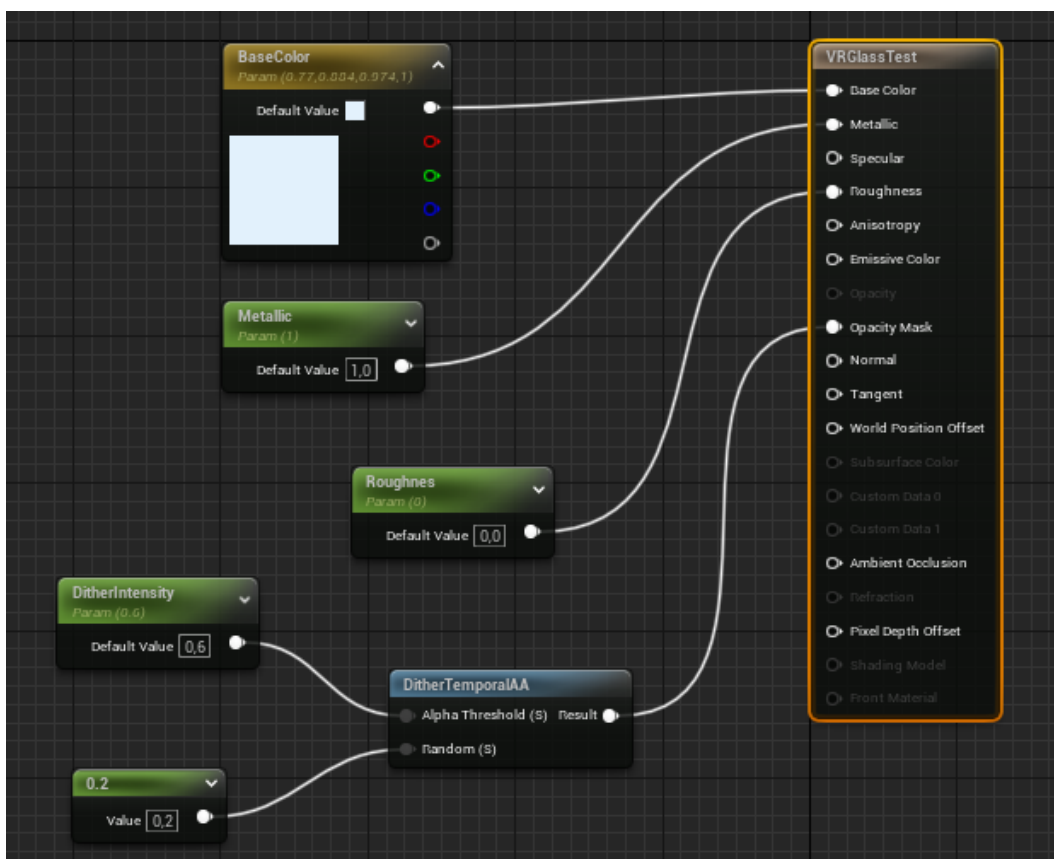 BaseColor
Param (0.77,0.884,0.974,1)
Default Value
Metallic
Param (1)
Default Value 1,0
Roughnes
Param (0)
Default Value 0,0
DitherIntensity
Param (0.6)
Default Value 0,6
DitherTemporalAA
Alpha Threshold (S) Result
Random (S)
0.2
Value 0,2
VRGlassTest
Base Color
Metallic
Specular
Roughness
Anisotropy
Emissive Color
Opacity
Opacity Mask
Normal
Tangent
World Position Offset
Subsurface Color
Custom Data 0
Custom Data 1
Ambient Occlusion
Refraction
Pixel Depth Offset
Shading Model
Front Material